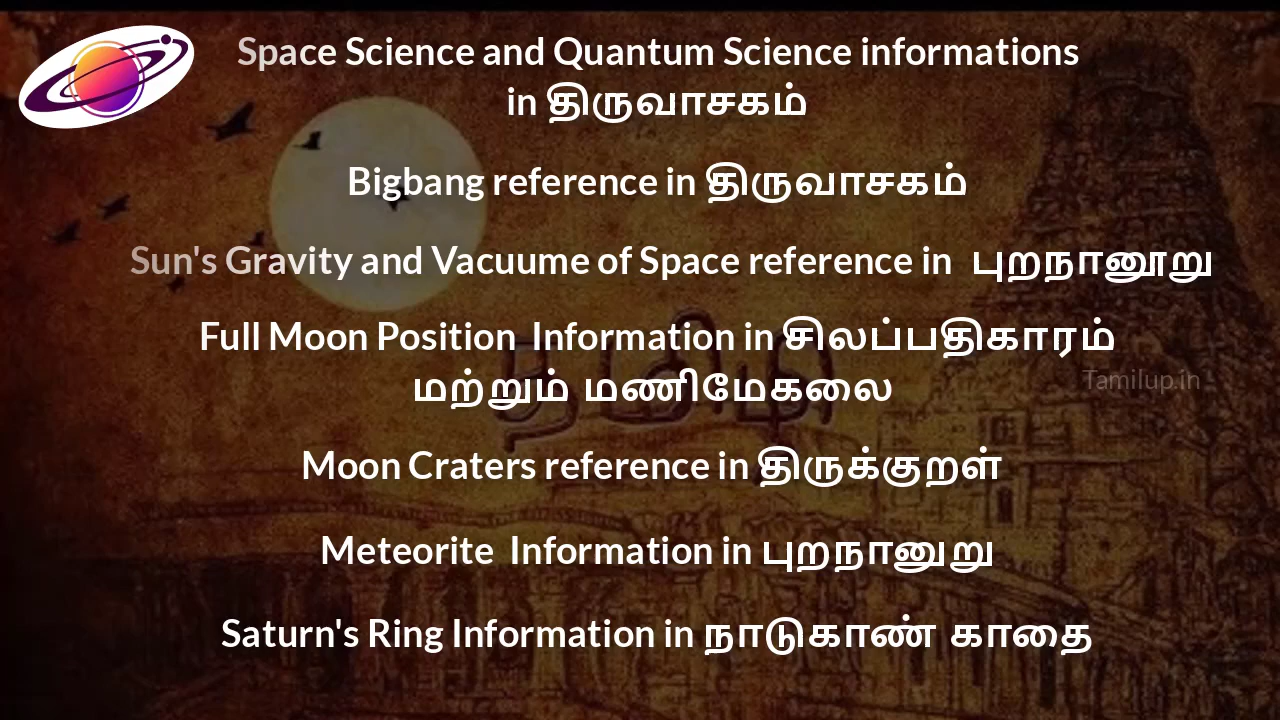 Space Science and Quantum Science informations
in திருவாசகம்
Bigbang reference in திருவாசகம்
Sun's Gravity and Vacuume of Space reference in புறநானூறு
Full Moon Position Information in சிலப்பதிகாரம்
மற்றும் மணிமேகலை
Tamilup.in
Moon Craters reference in திருக்குறள்
Meteorite Information in புறநானுறு
Saturn's Ring Information in நாடுகாண் காதை